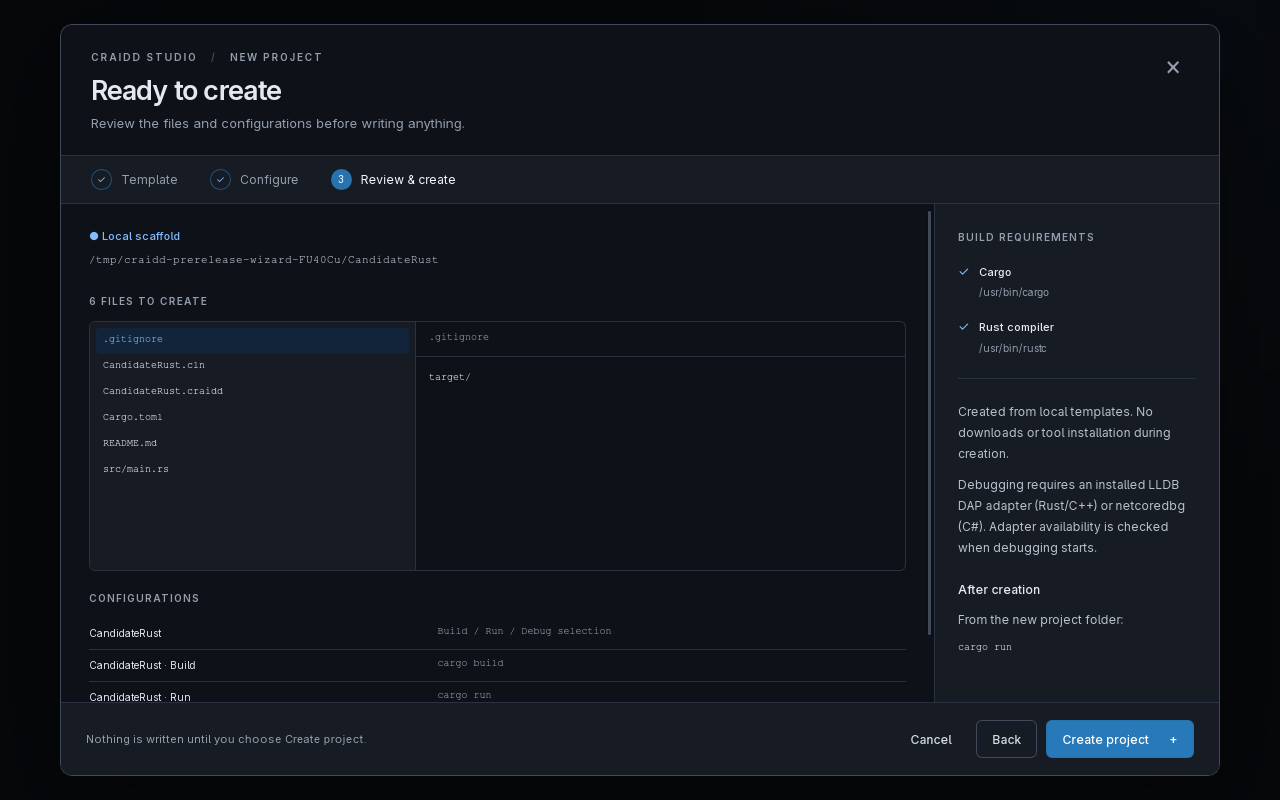 CRAIDD STUDIO / NEW PROJECT
Ready to create
Review the files and configurations before writing anything.
Template
Configure
3 Review & create
Local scaffold
/tmp/craidd-prerelease-wizard-FU40Cu/CandidateRust
6 FILES TO CREATE
.gitignore
CandidateRust.cln
CandidateRust.craidd
Cargo.toml
README.md
src/main.rs
.gitignore
target/
CONFIGURATIONS
CandidateRust Build / Run / Debug selection
CandidateRust · Build cargo build
CandidateRust · Run cargo run
BUILD REQUIREMENTS
Cargo
/usr/bin/cargo
Rust compiler
/usr/bin/rustc
Created from local templates. No
downloads or tool installation during
creation.
Debugging requires an installed LLDB
DAP adapter (Rust/C++) or netcoredbg
(C#). Adapter availability is checked
when debugging starts.
After creation
From the new project folder:
cargo run
Nothing is written until you choose Create project.
Cancel
Back
Create project +